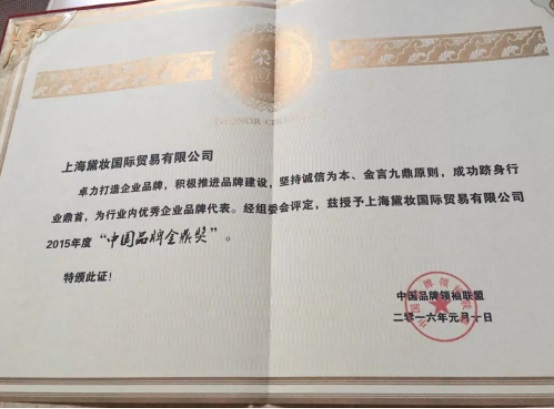 荣
HONOR
上海黛妆国际贸易有限公司
卓力打造企业品牌，积极推进品牌建设，坚持诚信为本、金言九鼎原则，成功跻身行
业鼎首，为行业内优秀企业品牌代表。经组委会评定，兹授予上海黛妆国际贸易有限公司
2015年度“中国品牌金鼎奖”。
特颁此证！
中国品牌领袖联盟
二零一六年元月一日